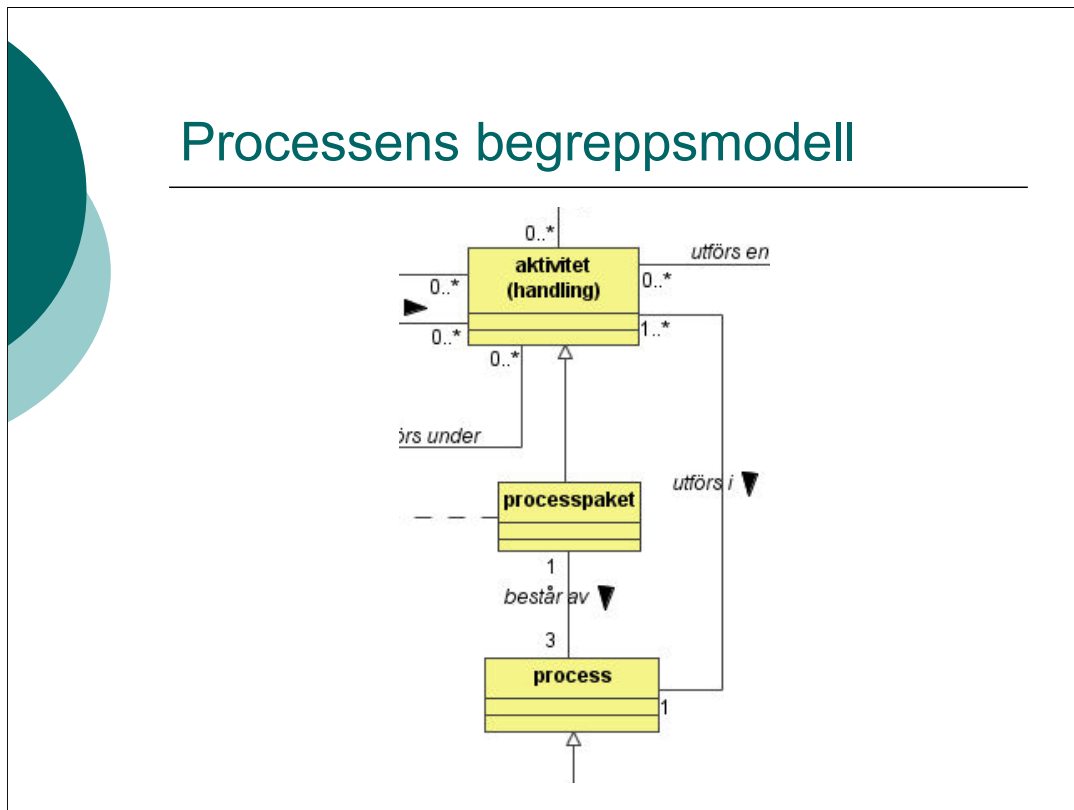 Processens begreppsmodell
0..*
utförs en
aktivitet
(handling)
0..*
0..*
1..*
0..*
0..*
örs under
utförs i
processpaket
1
består av
3
process
1